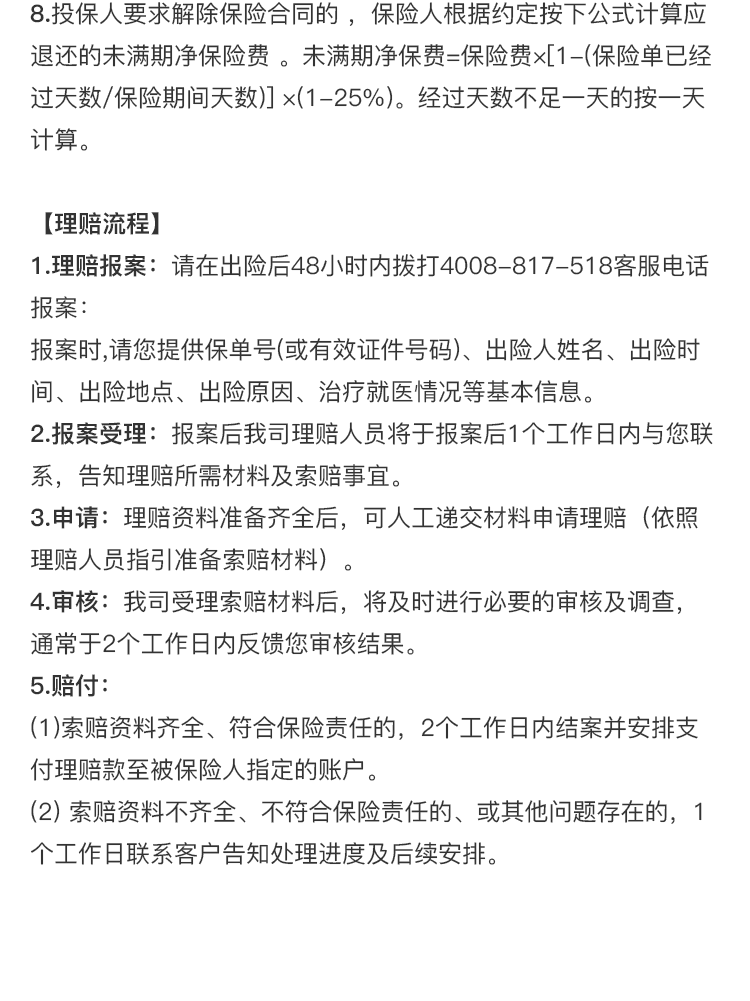 8.投保人要求解除保险合同的 ，保险人根据约定按下公式计算应
退还的未满期净保险费 。未满期净保费=保险费×[1-(保险单已经
过天数/保险期间天数)] ×(1-25%)。经过天数不足一天的按一天
计算。
【理赔流程】
1.理赔报案：请在出险后48小时内拨打4008-817-518客服电话
报案：
报案时,请您提供保单号(或有效证件号码)、出险人姓名、出险时
间、出险地点、出险原因、治疗就医情况等基本信息。
2.报案受理：报案后我司理赔人员将于报案后1个工作日内与您联
系，告知理赔所需材料及索赔事宜。
3.申请：理赔资料准备齐全后，可人工递交材料申请理赔（依照
理赔人员指引准备索赔材料）。
4.审核：我司受理索赔材料后，将及时进行必要的审核及调查，
通常于2个工作日内反馈您审核结果。
5.赔付：
(1)索赔资料齐全、符合保险责任的，2个工作日内结案并安排支
付理赔款至被保险人指定的账户。
(2) 索赔资料不齐全、不符合保险责任的、或其他问题存在的，1
个工作日联系客户告知处理进度及后续安排。